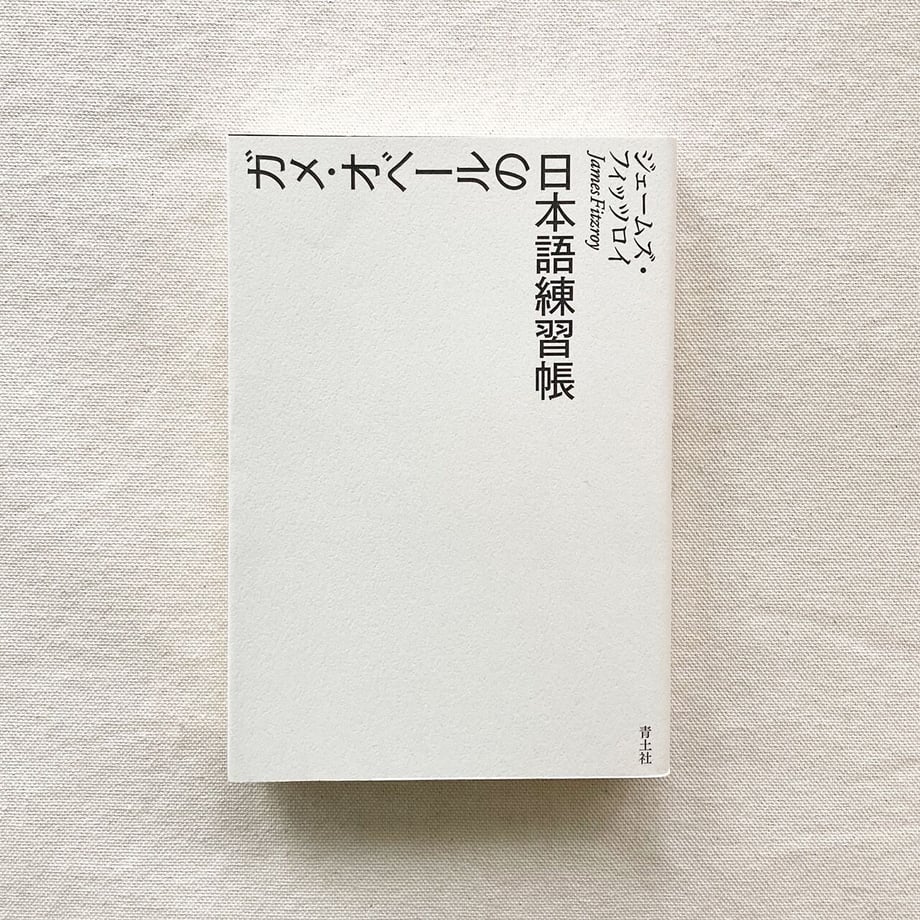 ガメ・オベールの
日本語練習帳
ジェームズ・
フィッツロイ
James Fitzroy
青土社